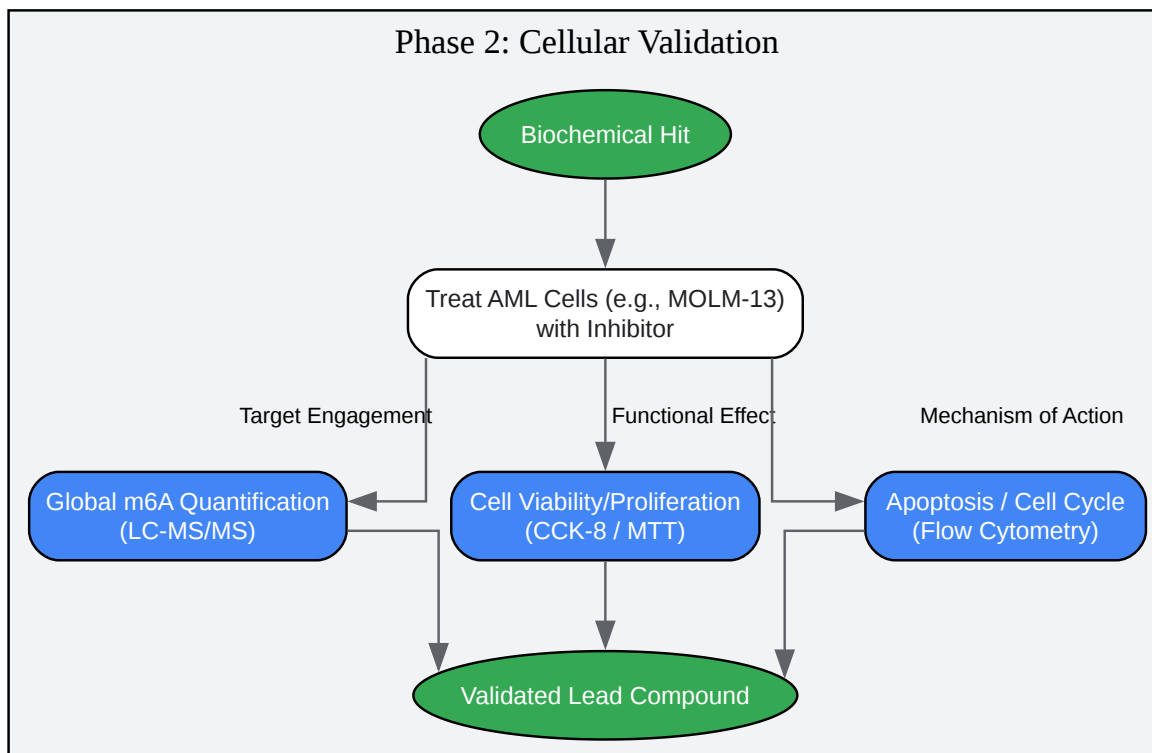 Phase 2: Cellular Validation
Biochemical Hit
Treat AML Cells (e.g., MOLM-13)
with Inhibitor
Target Engagement
Functional Effect
Mechanism of Action
Global m6A Quantification
(LC-MS/MS)
Cell Viability/Proliferation
(CCK-8 / MTT)
Apoptosis / Cell Cycle
(Flow Cytometry)
Validated Lead Compound